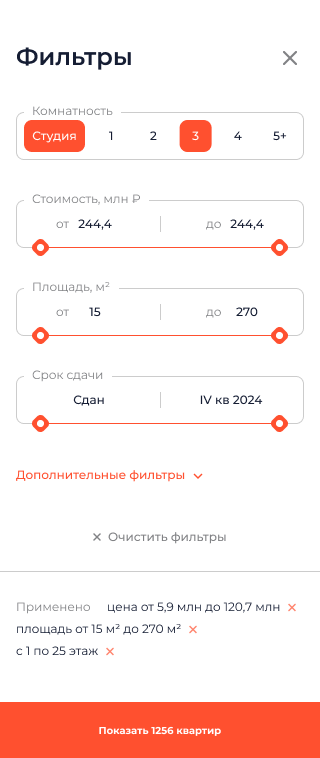 Фильтры
Комнатность
Студия 1 2 3 4 5+
Стоимость, млн ₽
от 244,4 до 244,4
Площадь, м²
от 15 до 270
Срок сдачи
Сдан IV кв 2024
Дополнительные фильтры
Очистить фильтры
Применено цена от 5,9 млн до 120,7 млн
площадь от 15 м² до 270 м²
с 1 по 25 этаж
Показать 1256 квартир